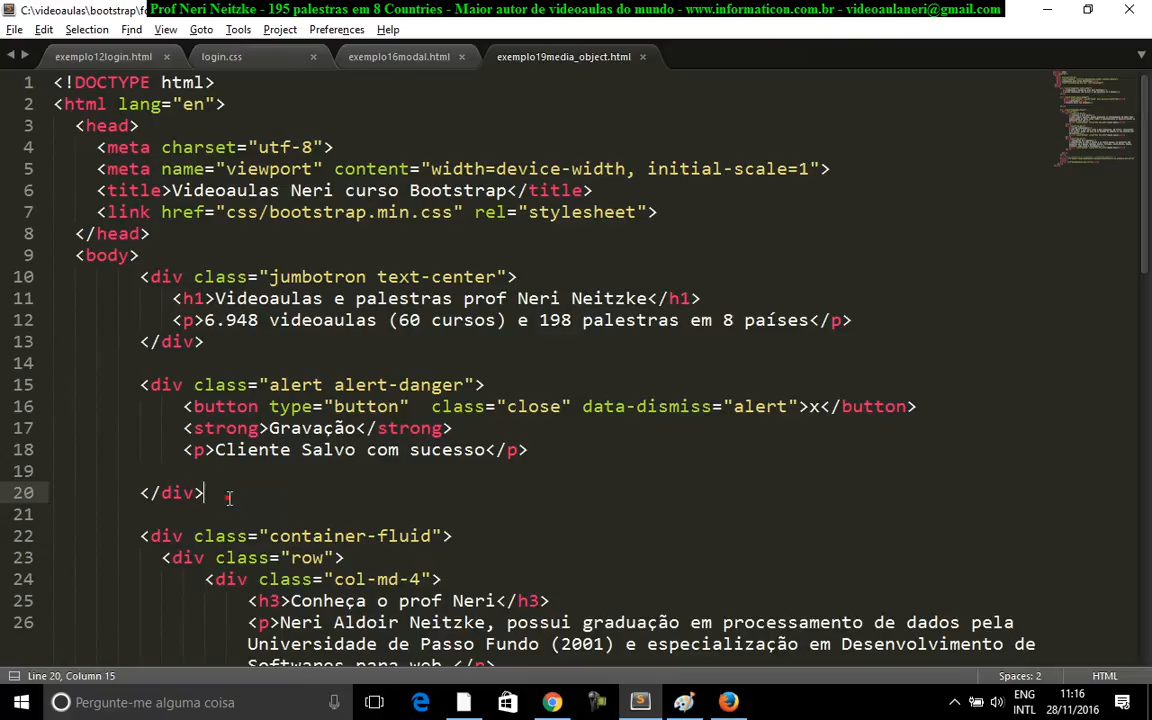 C:\videoaulas\bootstrap\fo
Prof Neri Neitzke - 195 palestras em 8 Countries - Maior autor de videoaulas do mundo - www.informaticon.com.br - videoaulaneri@gmail.com
File Edit Selection Find View Goto Tools Project Preferences Help
exemplo12login.html × login.css × exemplo16modal.html × exemplo19media_object.html ×
1 <!DOCTYPE html>
2 <html lang="en">
3 <head>
4 <meta charset="utf-8">
5 <meta name="viewport" content="width=device-width, initial-scale=1">
6 <title>Videoaulas Neri curso Bootstrap</title>
7 <link href="css/bootstrap.min.css" rel="stylesheet">
8 </head>
9 <body>
10 <div class="jumbotron text-center">
11 <h1>Videoaulas e palestras prof Neri Neitzke</h1>
12 <p>6.948 videoaulas (60 cursos) e 198 palestras em 8 países</p>
13 </div>
14
15 <div class="alert alert-danger">
16 <button type="button"  class="close" data-dismiss="alert">x</button>
17 <strong>Gravação</strong>
18 <p>Cliente Salvo com sucesso</p>
19
20 </div>
21
22 <div class="container-fluid">
23 <div class="row">
24 <div class="col-md-4">
25 <h3>Conheça o prof Neri</h3>
26 <p>Neri Aldoir Neitzke, possui graduação em processamento de dados pela
Universidade de Passo Fundo (2001) e especialização em Desenvolvimento de
Softwares para web.</p>
Line 20, Column 15 Spaces: 2 HTML
Pergunte-me alguma coisa ENG 11:16
INTL 28/11/2016